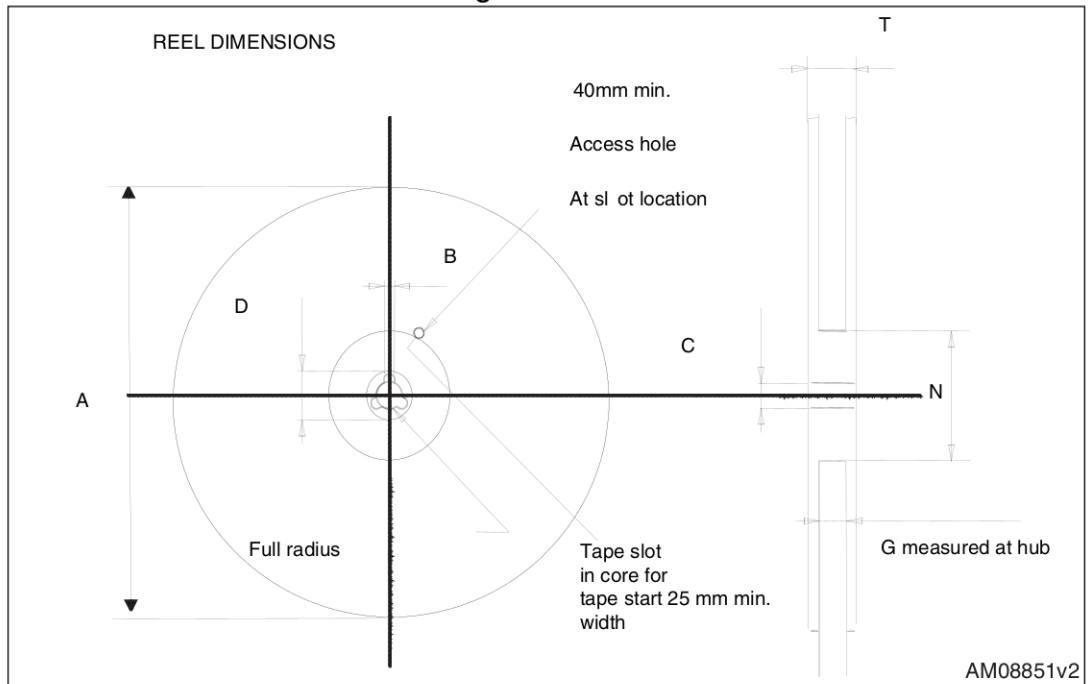 REEL DIMENSIONS
T
40mm min.
Access hole
At sl ot location
B
D
C
A
N
Full radius
Tape slot
in core for
tape start 25 mm min.
width
G measured at hub
AM08851v2